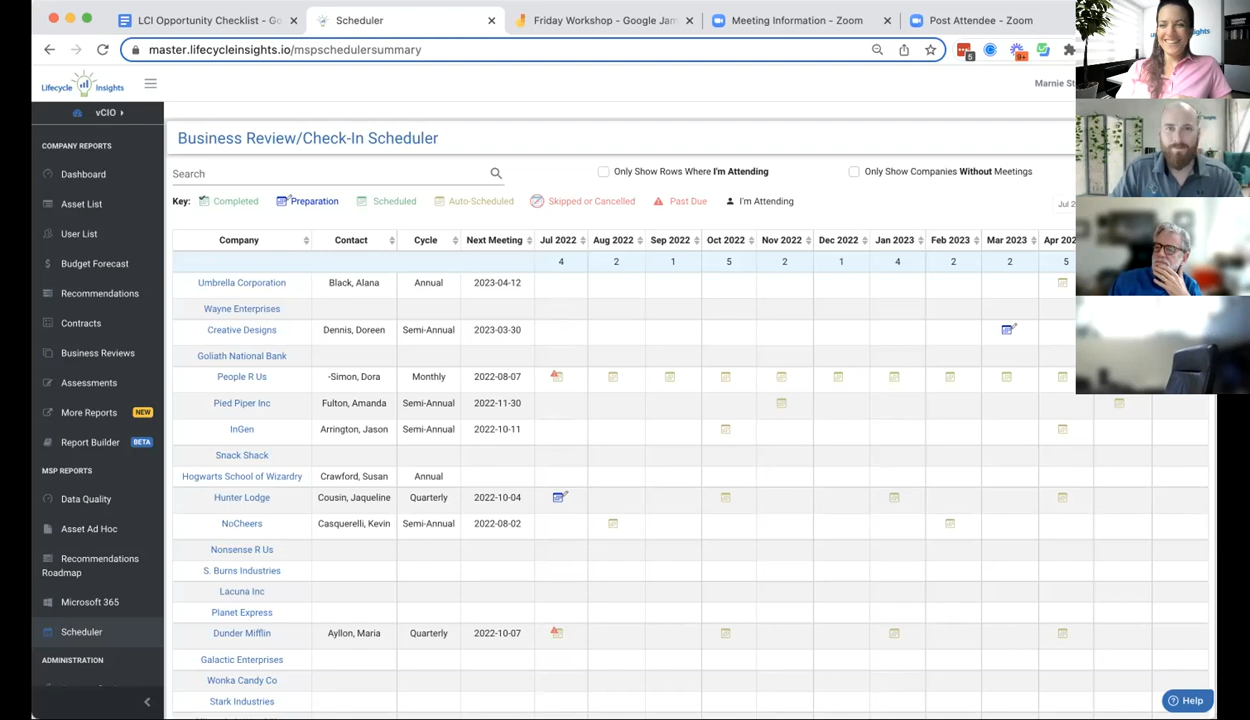 LCI Opportunity Checklist - Go
Scheduler
Friday Workshop - Google Jam
Meeting Information - Zoom
Post Attendee - Zoom
master.lifecycleinsights.io/mspschedulersummary
5
9+
Lifecycle Insights
Marnie St
vCIO
COMPANY REPORTS
Dashboard
Asset List
User List
Budget Forecast
Recommendations
Contracts
Business Reviews
Assessments
More Reports NEW
Report Builder BETA
MSP REPORTS
Data Quality
Asset Ad Hoc
Recommendations
Roadmap
Microsoft 365
Scheduler
ADMINISTRATION
Business Review/Check-In Scheduler
Search
Only Show Rows Where I'm Attending
Only Show Companies Without Meetings
Key: Completed Preparation Scheduled Auto-Scheduled Skipped or Cancelled Past Due I'm Attending
Jul 2
Company Contact Cycle Next Meeting Jul 2022 Aug 2022 Sep 2022 Oct 2022 Nov 2022 Dec 2022 Jan 2023 Feb 2023 Mar 2023 Apr 202
4 2 1 5 2 1 4 2 2 5
Umbrella Corporation Black, Alana Annual 2023-04-12
Wayne Enterprises
Creative Designs Dennis, Doreen Semi-Annual 2023-03-30
Goliath National Bank
People R Us -Simon, Dora Monthly 2022-08-07
Pied Piper Inc Fulton, Amanda Semi-Annual 2022-11-30
InGen Arrington, Jason Semi-Annual 2022-10-11
Snack Shack
Hogwarts School of Wizardry Crawford, Susan Annual
Hunter Lodge Cousin, Jaqueline Quarterly 2022-10-04
NoCheers Casquerelli, Kevin Semi-Annual 2022-08-02
Nonsense R Us
S. Burns Industries
Lacuna Inc
Planet Express
Dunder Mifflin Ayllon, Maria Quarterly 2022-10-07
Galactic Enterprises
Wonka Candy Co
Stark Industries
Help